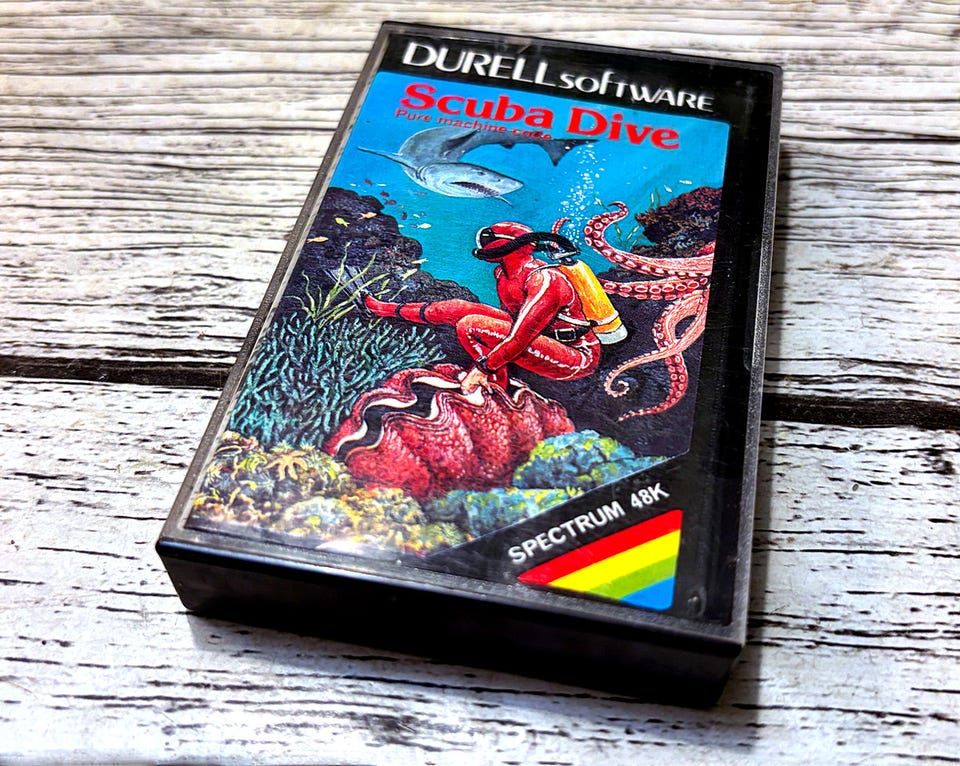 DURELL software
Scuba Dive
Pure machine code
SPECTRUM 48K